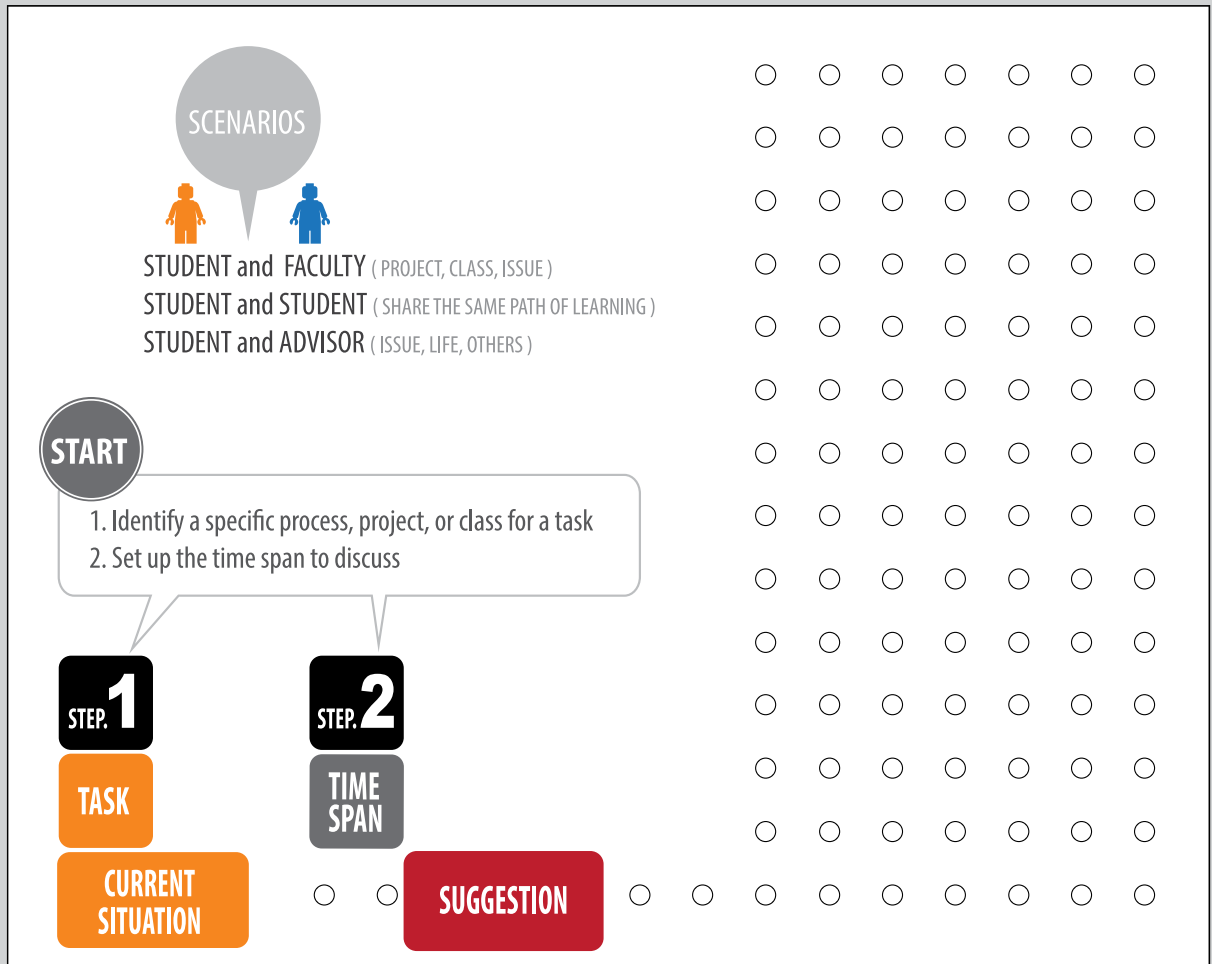 SCENARIOS
STUDENT and FACULTY ( PROJECT, CLASS, ISSUE )
STUDENT and STUDENT ( SHARE THE SAME PATH OF LEARNING )
STUDENT and ADVISOR ( ISSUE, LIFE, OTHERS )
START
1. Identify a specific process, project, or class for a task
2. Set up the time span to discuss
STEP. 1
STEP. 2
TASK
TIME
SPAN
CURRENT
SITUATION
SUGGESTION